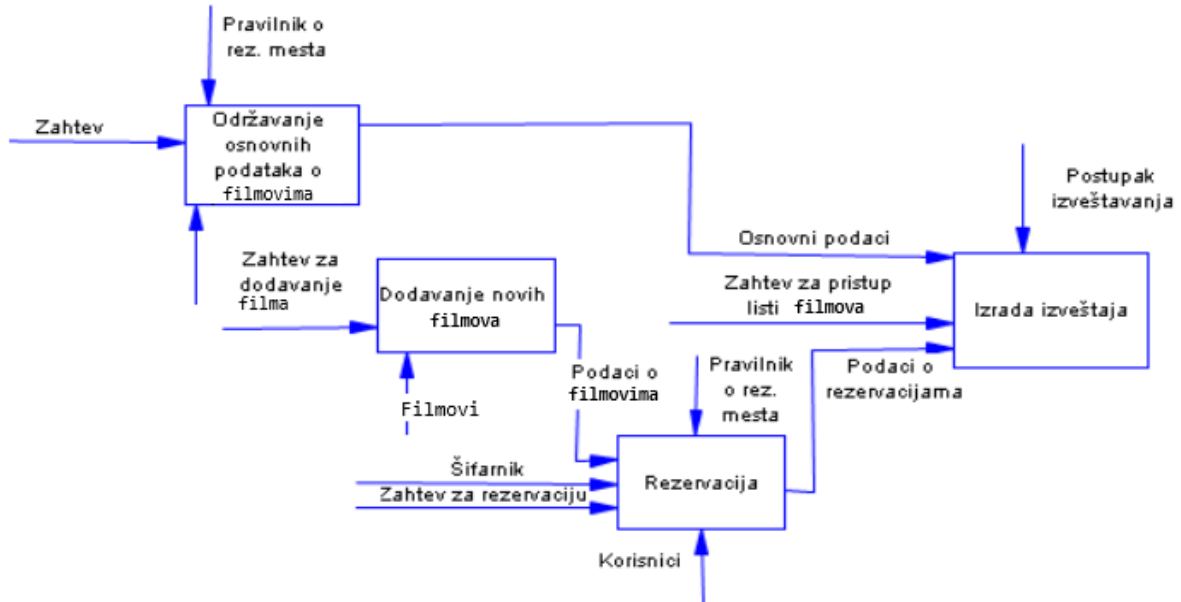 Pravilnik o
rez. mesta
Zahtev
Održavanje
osnovnih
podataka o
filmovima
Postupak
izveštavanja
Osnovni podaci
Zahtev za
dodavanje
filma
Dodavanje novih
filmova
Zahtev za pristup
listi filmova
Izrada izveštaja
Podaci o
filmovima
Pravilnik
o rez.
mesta
Podaci o
rezervacijama
Filmovi
Šifarnik
Zahtev za rezervaciju
Rezervacija
Korisnici